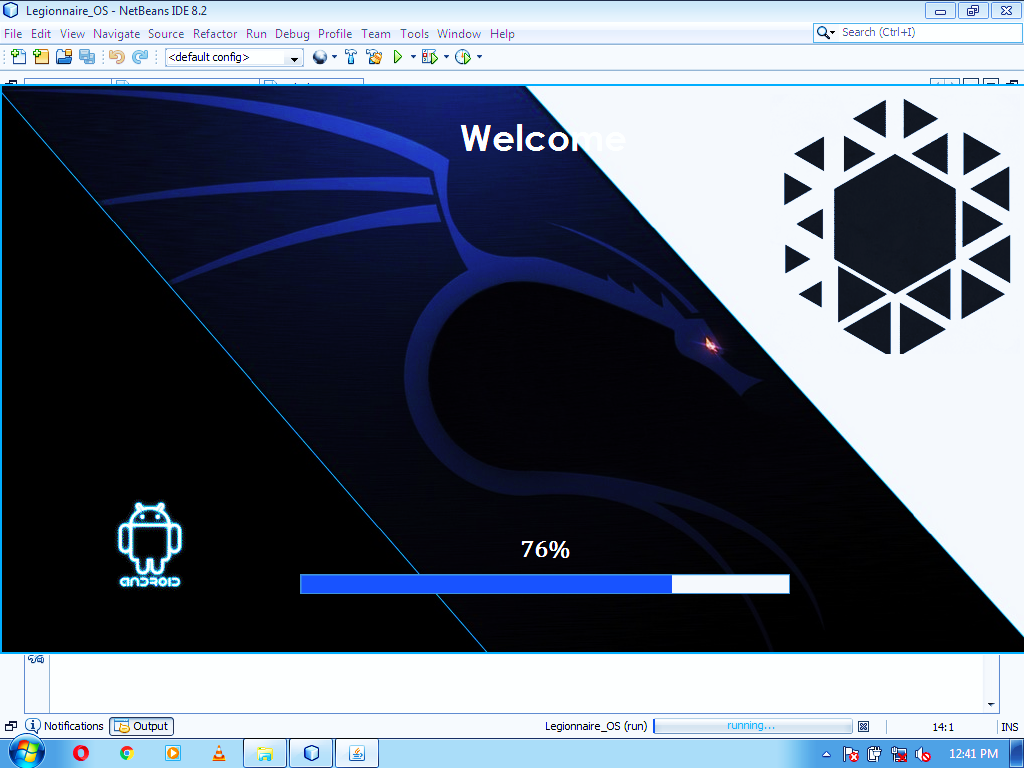 Legionnaire_OS - NetBeans IDE 8.2
File Edit View Navigate Source Refactor Run Debug Profile Team Tools Window Help
Search (Ctrl+I)
<default config>
Welcome
ANDROID
76%
Notifications Output
Legionnaire_OS (run) running...
14:1 INS
12:41 PM